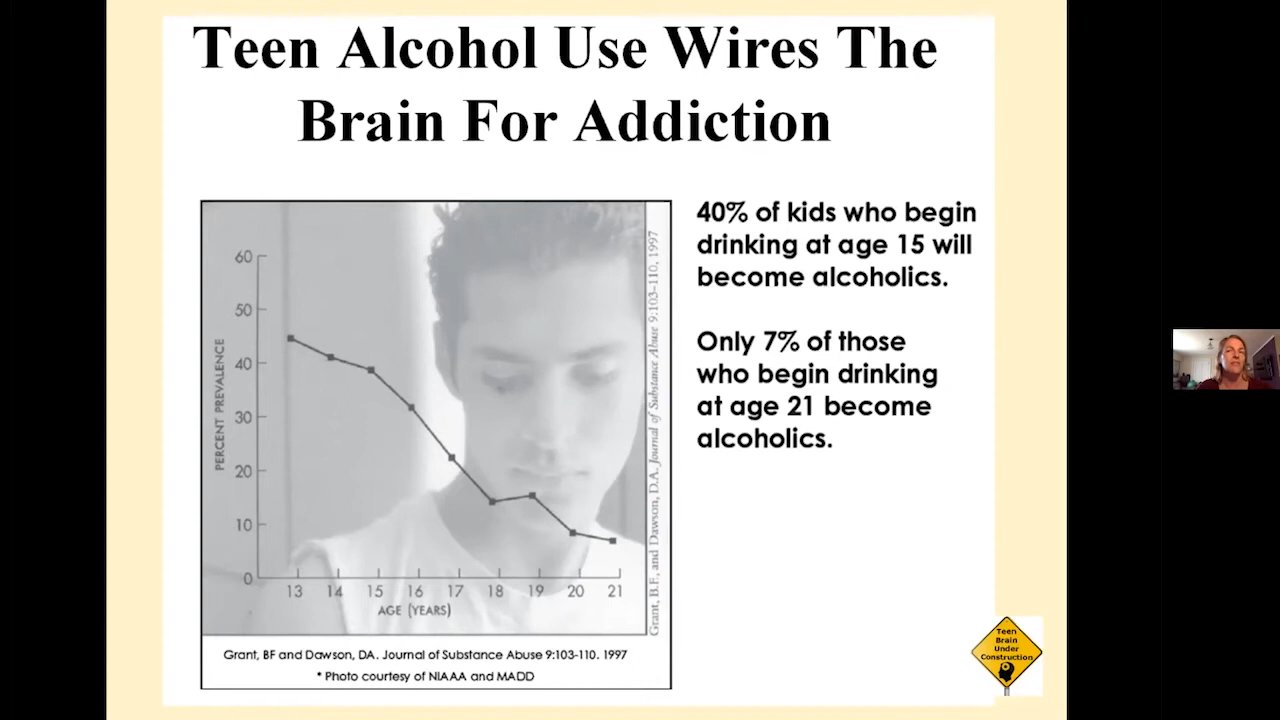 Teen Alcohol Use Wires The
Brain For Addiction
40% of kids who begin
drinking at age 15 will
become alcoholics.
Only 7% of those
who begin drinking
at age 21 become
alcoholics.
60
50
40
30
20
10
0
PERCENT PREVALENCE
13 14 15 16 17 18 19 20 21
AGE (YEARS)
Grant, B.F., and Dawson, D.A. Journal of Substance Abuse 9:103–110, 1997
Grant, BF and Dawson, DA. Journal of Substance Abuse 9:103-110. 1997
* Photo courtesy of NIAAA and MADD
Teen
Brain
Under
Construction